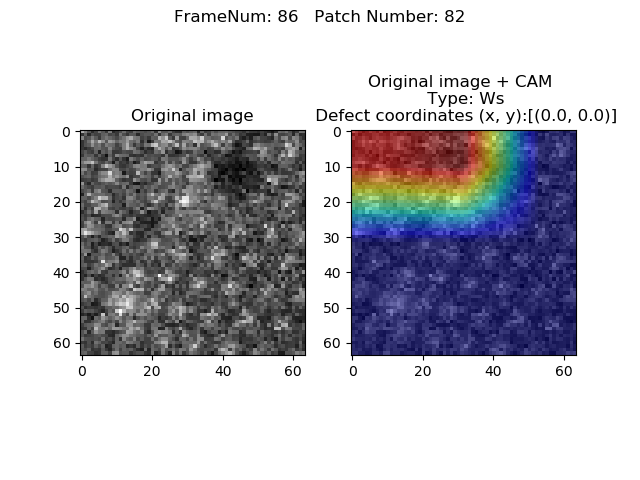 FrameNum: 86   Patch Number: 82
Original image
Original image + CAM
Type: Ws
Defect coordinates (x, y):[(0.0, 0.0)]
0
10
20
30
40
50
60
0 20 40 60
0
10
20
30
40
50
60
0 20 40 60